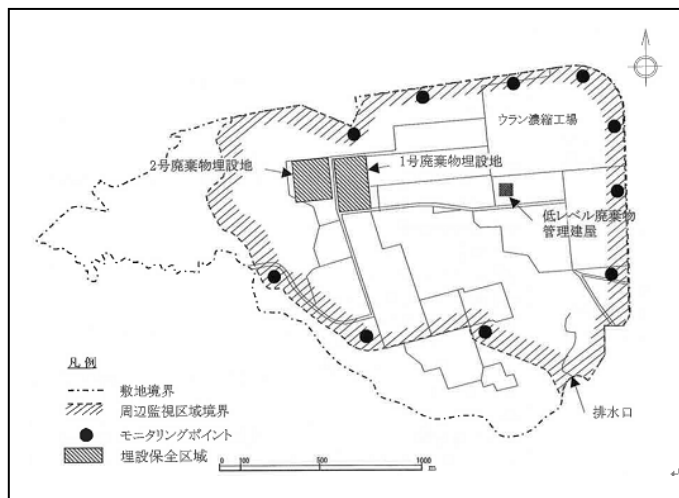 ウラン濃縮工場
2号廃棄物埋設地
1号廃棄物埋設地
低レベル廃棄物
管理建屋
凡例
敷地境界
周辺監視区域境界
モニタリングポイント
埋設保全区域
排水口
0 100 500 1000
m